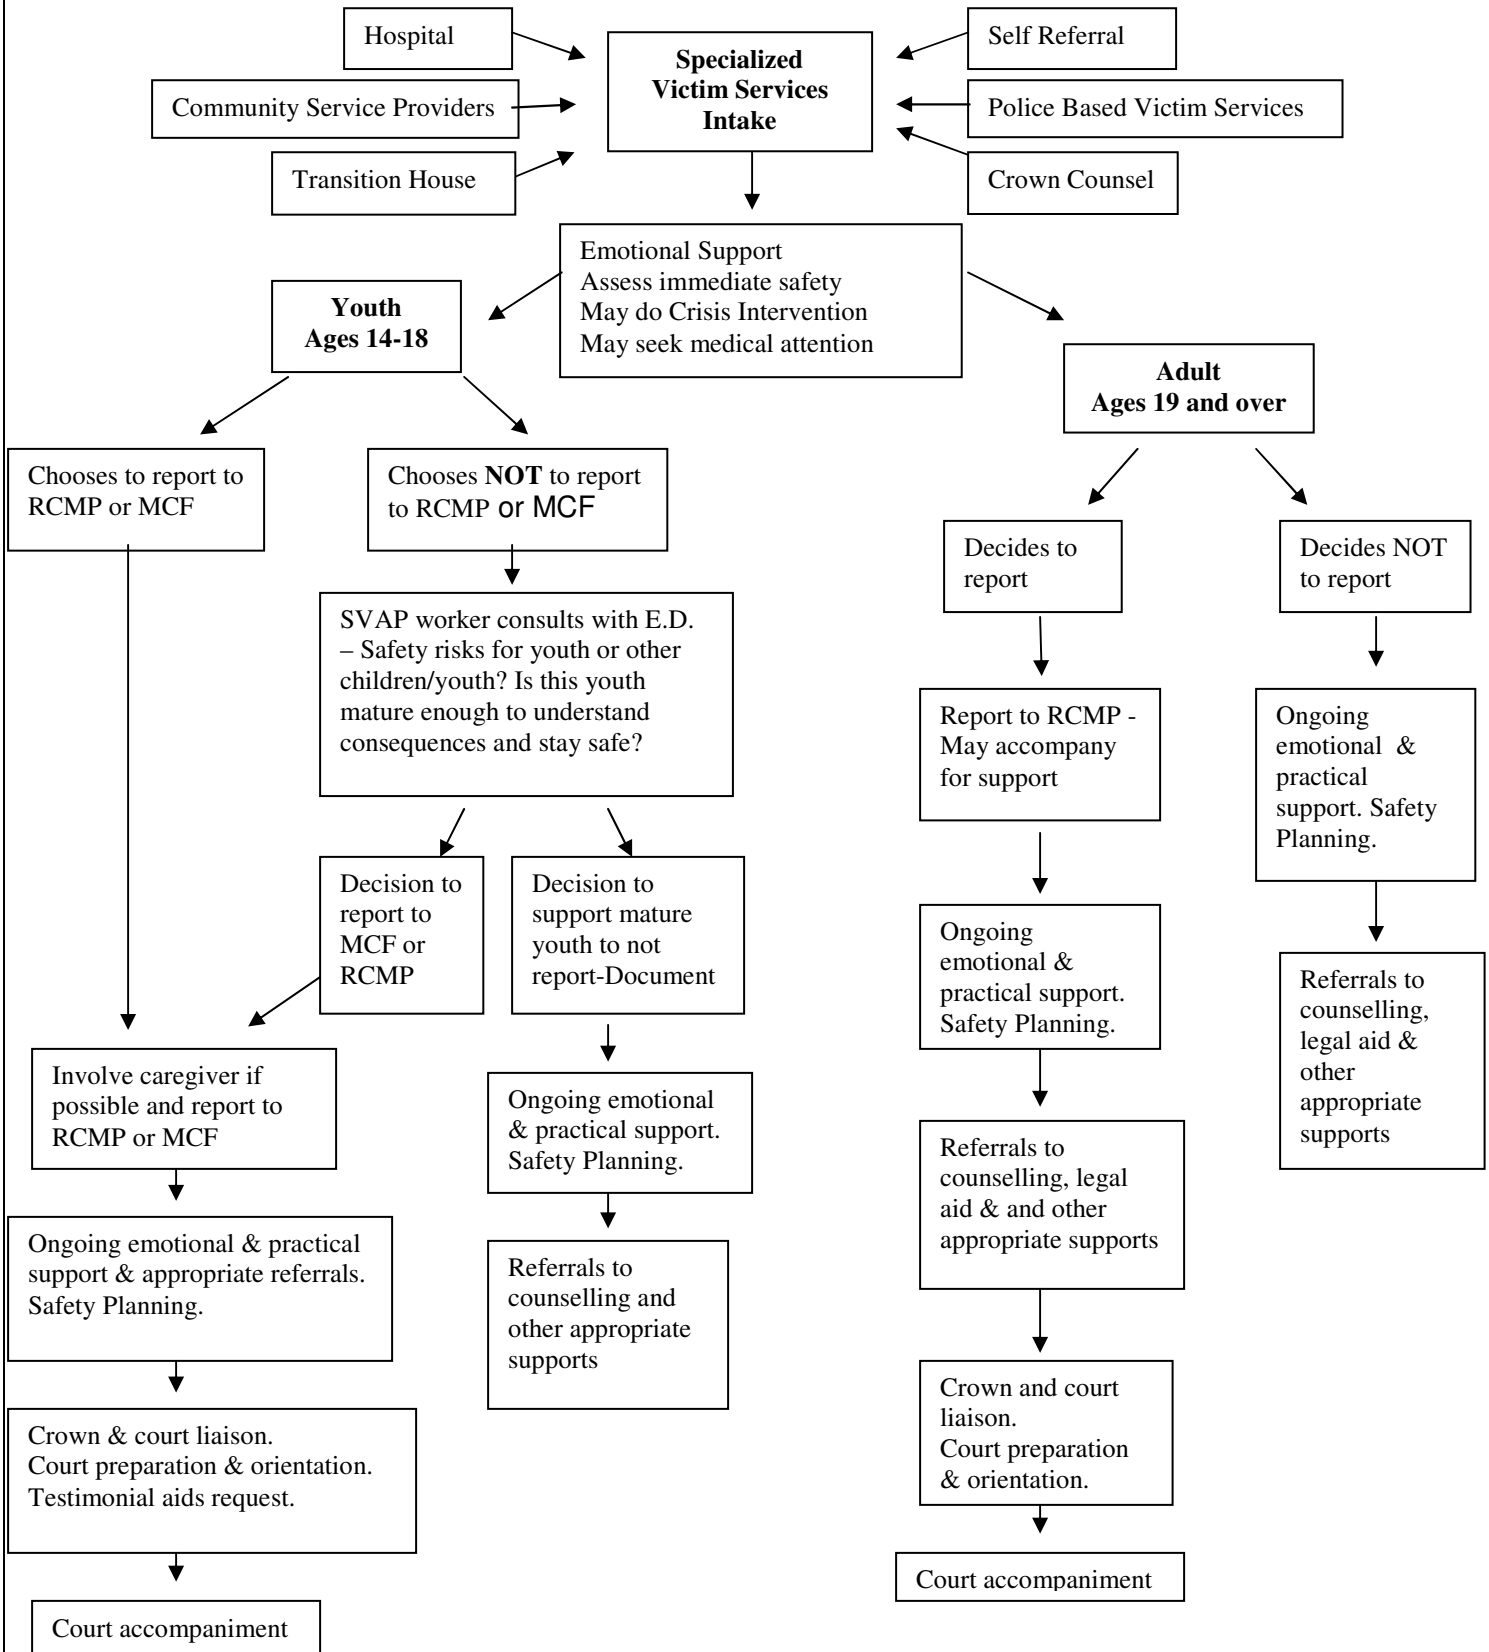 Hospital
Self Referral
Specialized
Victim Services
Intake
Community Service Providers
Police Based Victim Services
Transition House
Crown Counsel
Emotional Support
Assess immediate safety
May do Crisis Intervention
May seek medical attention
Youth
Ages 14-18
Adult
Ages 19 and over
Chooses to report to
RCMP or MCF
Chooses NOT to report
to RCMP or MCF
Decides to
report
Decides NOT
to report
SVAP worker consults with E.D.
– Safety risks for youth or other
children/youth? Is this youth
mature enough to understand
consequences and stay safe?
Report to RCMP -
May accompany
for support
Ongoing
emotional &
practical
support. Safety
Planning.
Decision to
report to
MCF or
RCMP
Decision to
support mature
youth to not
report-Document
Ongoing
emotional &
practical support.
Safety Planning.
Referrals to
counselling,
legal aid &
other
appropriate
supports
Involve caregiver if
possible and report to
RCMP or MCF
Ongoing emotional
& practical support.
Safety Planning.
Referrals to
counselling, legal
aid & and other
appropriate supports
Ongoing emotional & practical
support & appropriate referrals.
Safety Planning.
Referrals to
counselling and
other appropriate
supports
Crown and court
liaison.
Court preparation
& orientation.
Crown & court liaison.
Court preparation & orientation.
Testimonial aids request.
Court accompaniment
Court accompaniment